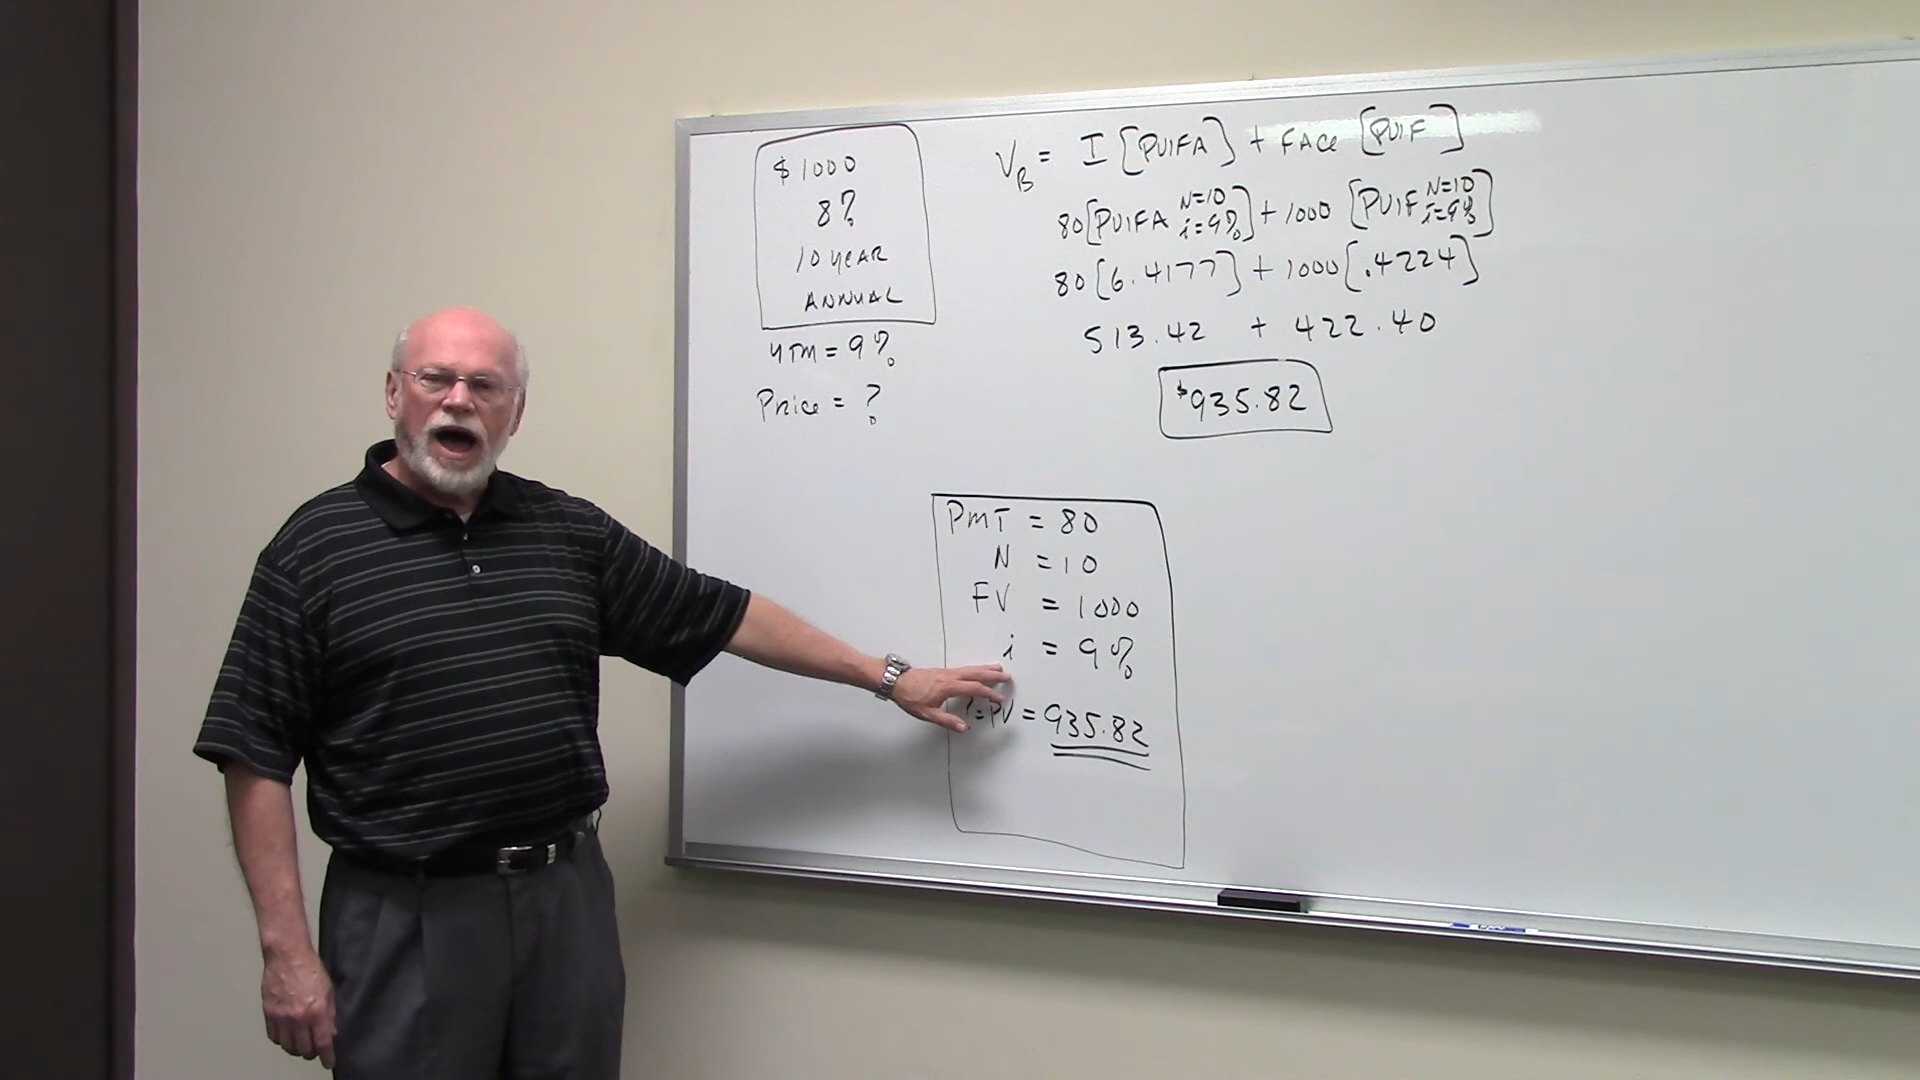 $1000
8%
10 YEAR
ANNUAL
YTM = 9%
Price = ?
VB = I [PVIFA] + FACE [PVIF]
80[PVIFA N=10 i=9%] + 1000 [PVIF N=10 i=9%]
80[6.4177] + 1000[.4224]
513.42 + 422.40
$935.82
PMT = 80
N = 10
FV = 1000
i = 9%
?=PV = 935.82